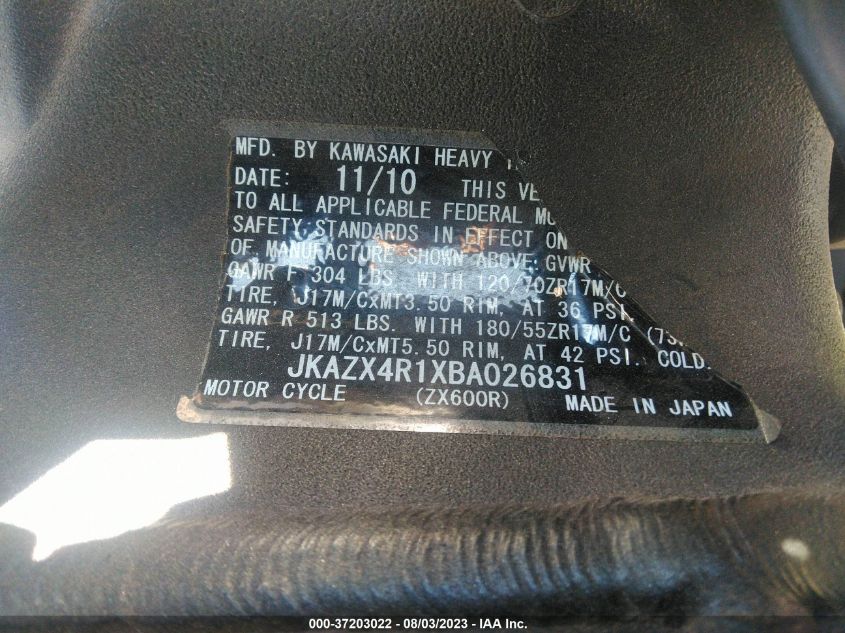 MFD. BY KAWASAKI HEAVY
DATE: 11/10 THIS VE
TO ALL APPLICABLE FEDERAL MO
SAFETY STANDARDS IN EFFECT ON
OF MANUFACTURE SHOWN ABOVE. GVWR
GAWR F 304 LBS. WITH 120/70ZR17M/C
TIRE, J17M/CxMT3.50 RIM, AT 36 PSI.
GAWR R 513 LBS. WITH 180/55ZR17M/C (73
TIRE, J17M/CxMT5.50 RIM, AT 42 PSI. COLD.
JKAZX4R1XBA026831
MOTOR CYCLE (ZX600R) MADE IN JAPAN
000-37203022 - 08/03/2023 - IAA Inc.